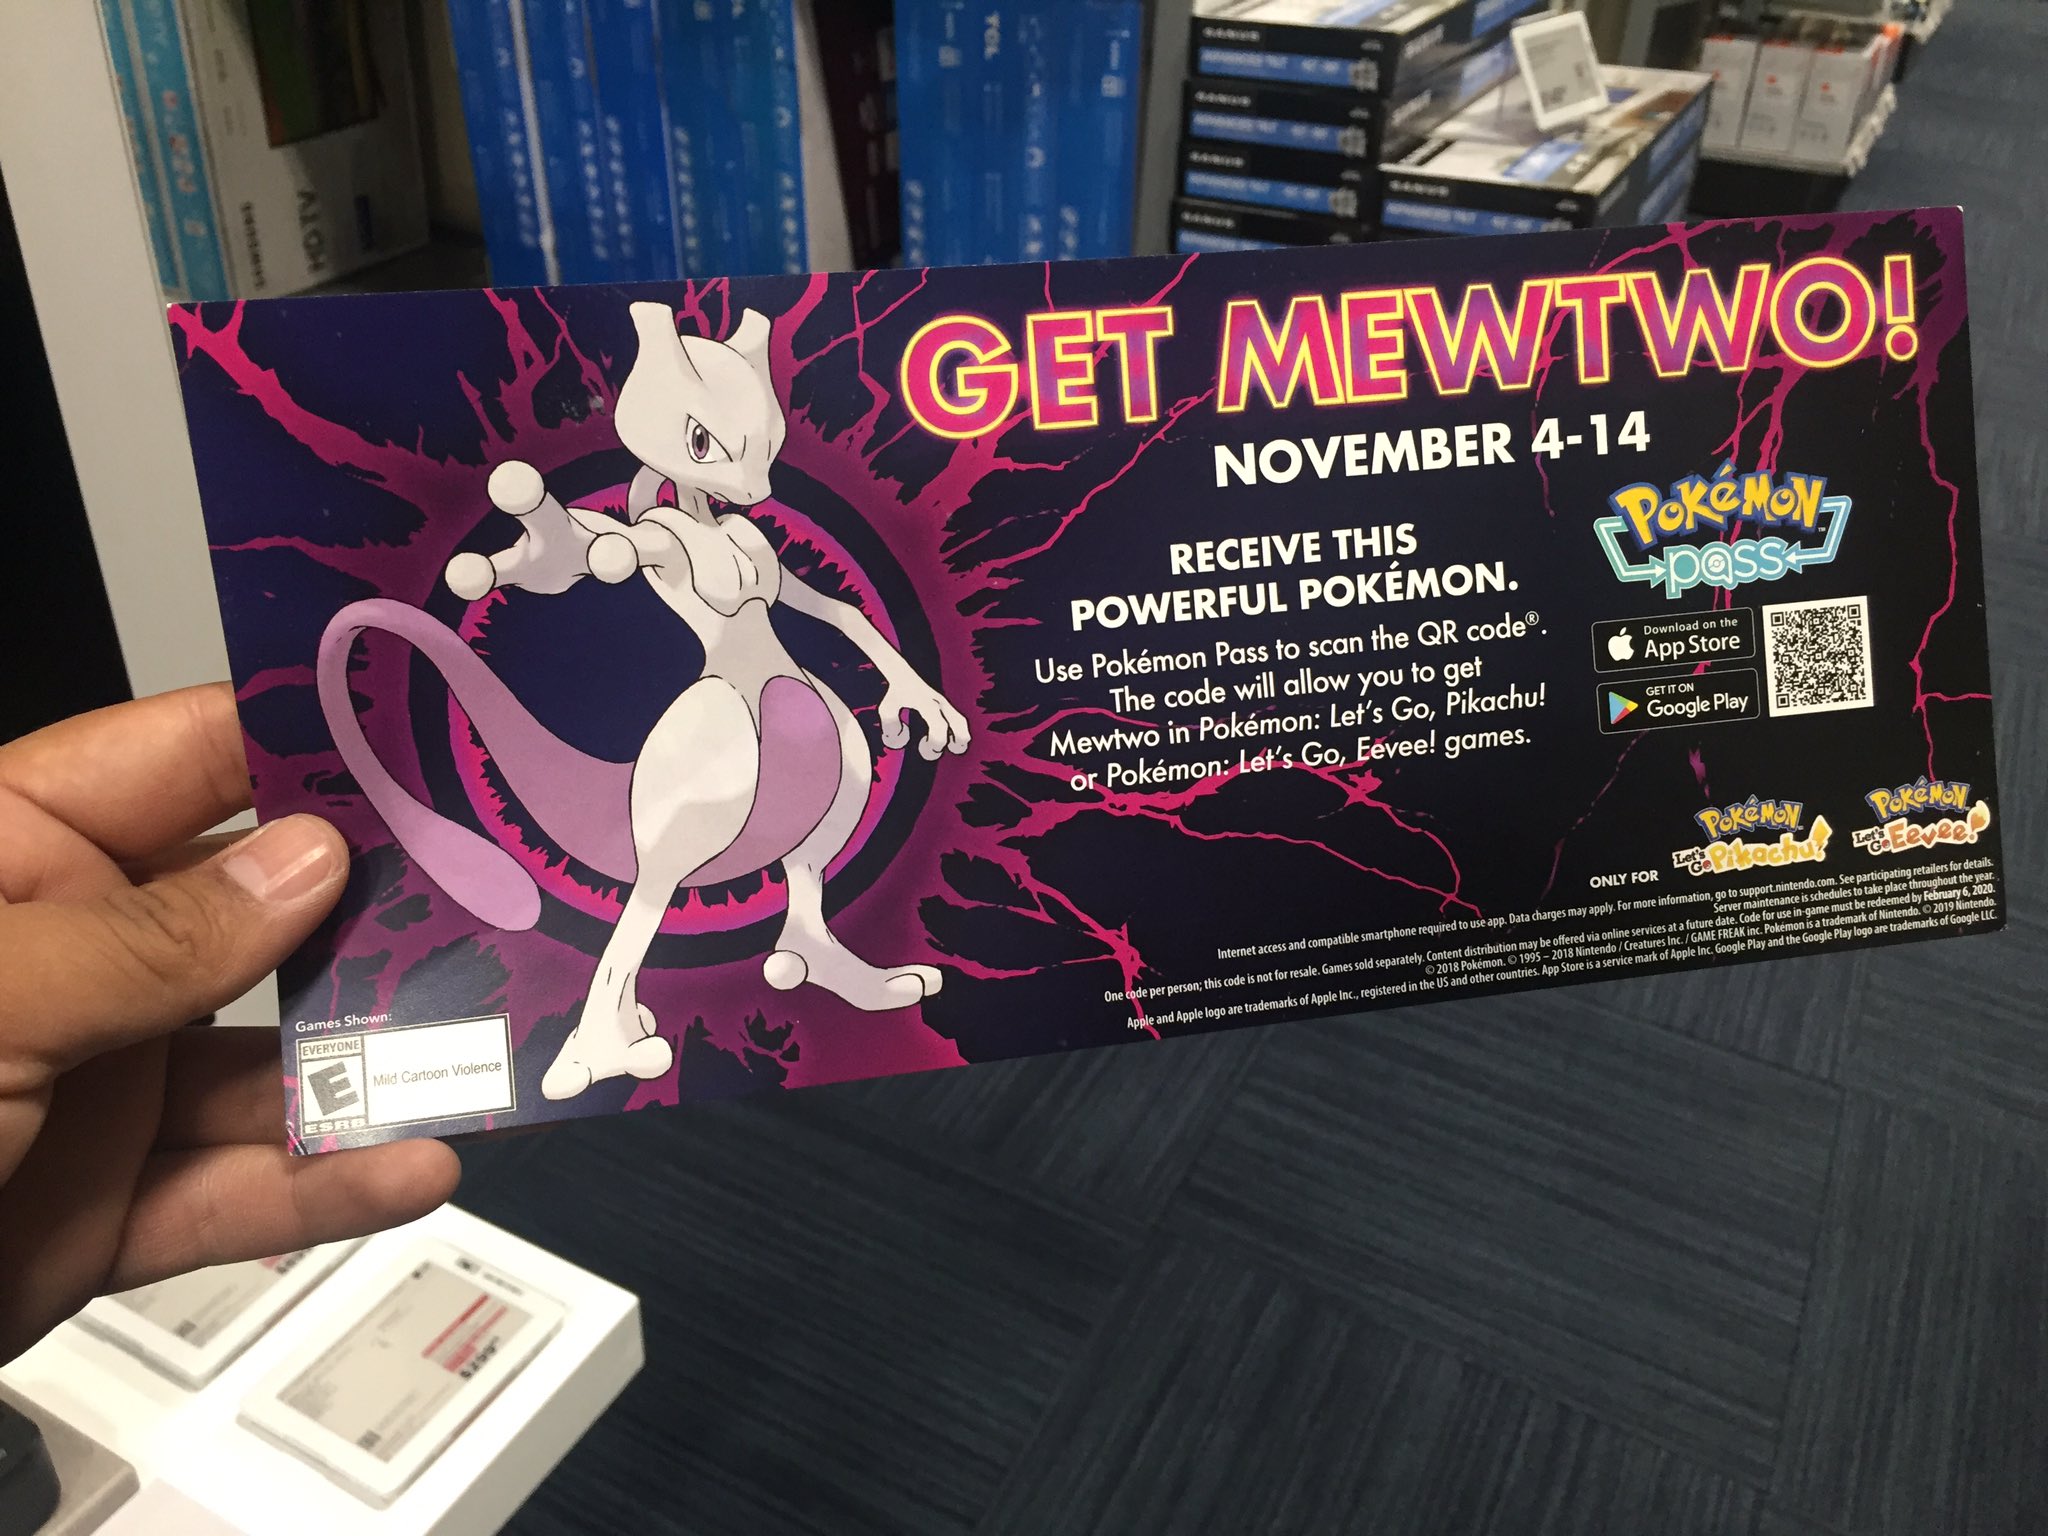 TCL
SANUS
SANUS
SANUS
SANUS
SANUS
GET MEWTWO!
NOVEMBER 4-14
RECEIVE THIS
POWERFUL POKÉMON.
Use Pokémon Pass to scan the QR code®.
The code will allow you to get
Mewtwo in Pokémon: Let's Go, Pikachu!
or Pokémon: Let's Go, Eevee! games.
POKéMON
pass
Download on the
App Store
GET IT ON
Google Play
ONLY FOR
POKéMON
Let's Go Pikachu!
POKéMON
Let's Go Eevee!
Internet access and compatible smartphone required to use app. Data charges may apply. For more information, go to support.nintendo.com. See participating retailers for details.
Server maintenance is schedules to take place throughout the year.
One code per person; this code is not for resale. Games sold separately. Content distribution may be offered via online services at a future date. Code for use in-game must be redeemed by February 6, 2020.
© 2018 Pokémon. © 1995 – 2018 Nintendo / Creatures Inc. / GAME FREAK inc. Pokémon is a trademark of Nintendo. © 2019 Nintendo.
Apple and Apple logo are trademarks of Apple Inc., registered in the US and other countries. App Store is a service mark of Apple Inc. Google Play and the Google Play logo are trademarks of Google LLC.
Games Shown:
EVERYONE
E
ESRB
Mild Cartoon Violence